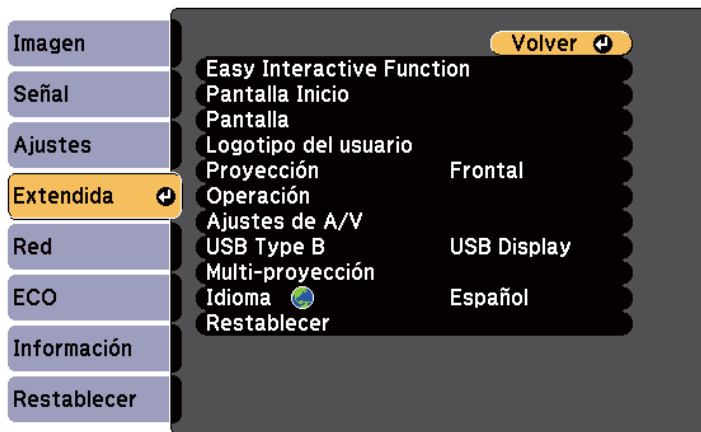 Imagen
Señal
Ajustes
Extendida
Red
ECO
Información
Restablecer
Volver
Easy Interactive Function
Pantalla Inicio
Pantalla
Logotipo del usuario
Proyección Frontal
Operación
Ajustes de A/V
USB Type B USB Display
Multi-proyección
Idioma Español
Restablecer